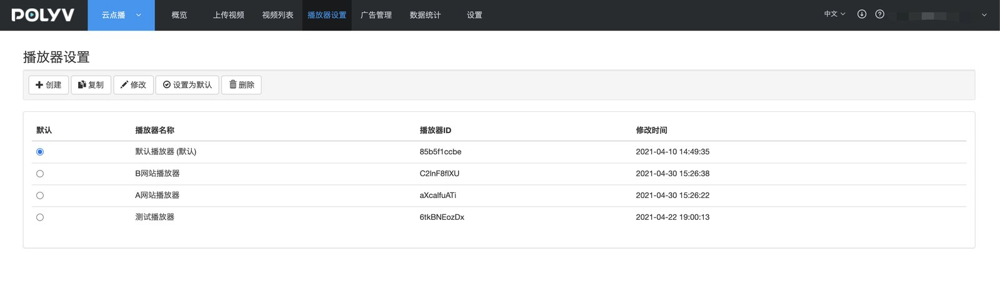 POLYV 云点播 概览 上传视频 视频列表 播放器设置 广告管理 数据统计 设置 中文
播放器设置
创建 复制 修改 设置为默认 删除
默认 播放器名称 播放器ID 修改时间
默认播放器 (默认) 85b5f1ccbe 2021-04-10 14:49:35
B网站播放器 2021-04-30 15:26:38
A网站播放器 2021-04-30 15:26:22
测试播放器 6tkBNEozDx 2021-04-22 19:00:13